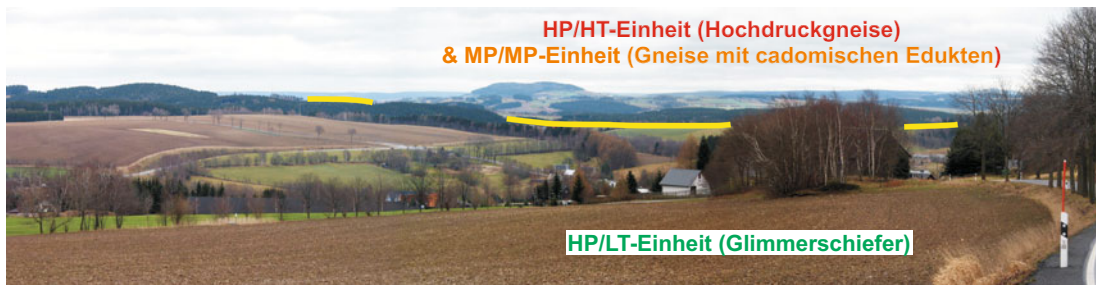 HP/HT-Einheit (Hochdruckgneise)
& MP/MP-Einheit (Gneise mit cadomischen Edukten)
HP/LT-Einheit (Glimmerschiefer)